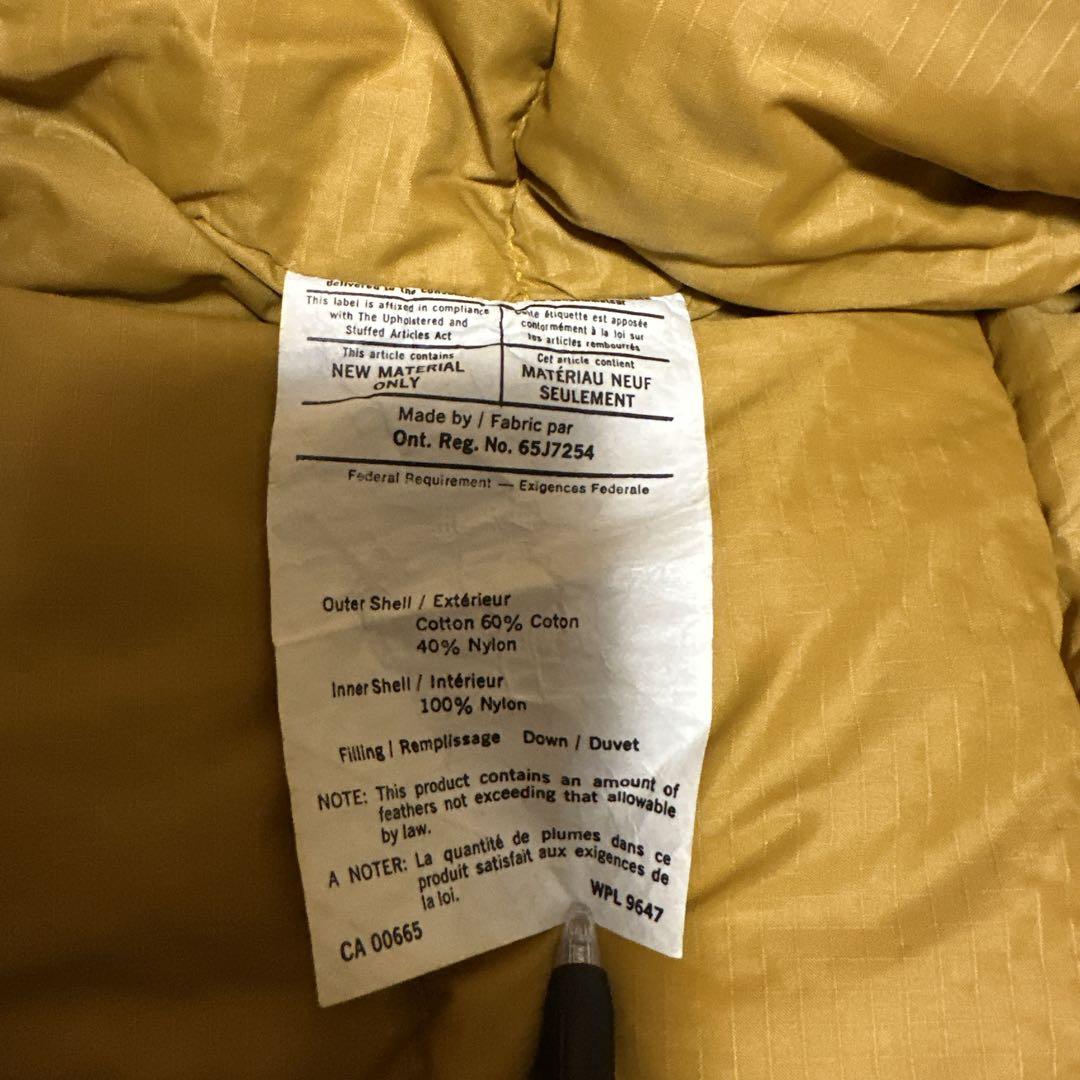 Delivered to the
This label is affixed in compliance
with The Upholstered and
Stuffed Articles Act
étiquette est apposée
conformément à la loi sur
les articles rembourrés
This article contains
NEW MATERIAL
ONLY
Cet article contient
MATÉRIAU NEUF
SEULEMENT
Made by / Fabric par
Ont. Reg. No. 65J7254
Federal Requirement — Exigences Federale
Outer Shell / Extérieur
Cotton 60% Coton
40% Nylon
Inner Shell / Intérieur
100% Nylon
Filling / Remplissage Down / Duvet
NOTE: This product contains an amount of
feathers not exceeding that allowable
by law.
A NOTER: La quantité de plumes dans ce
produit satisfait aux exigences de
la loi.
WPL 9647
CA 00665